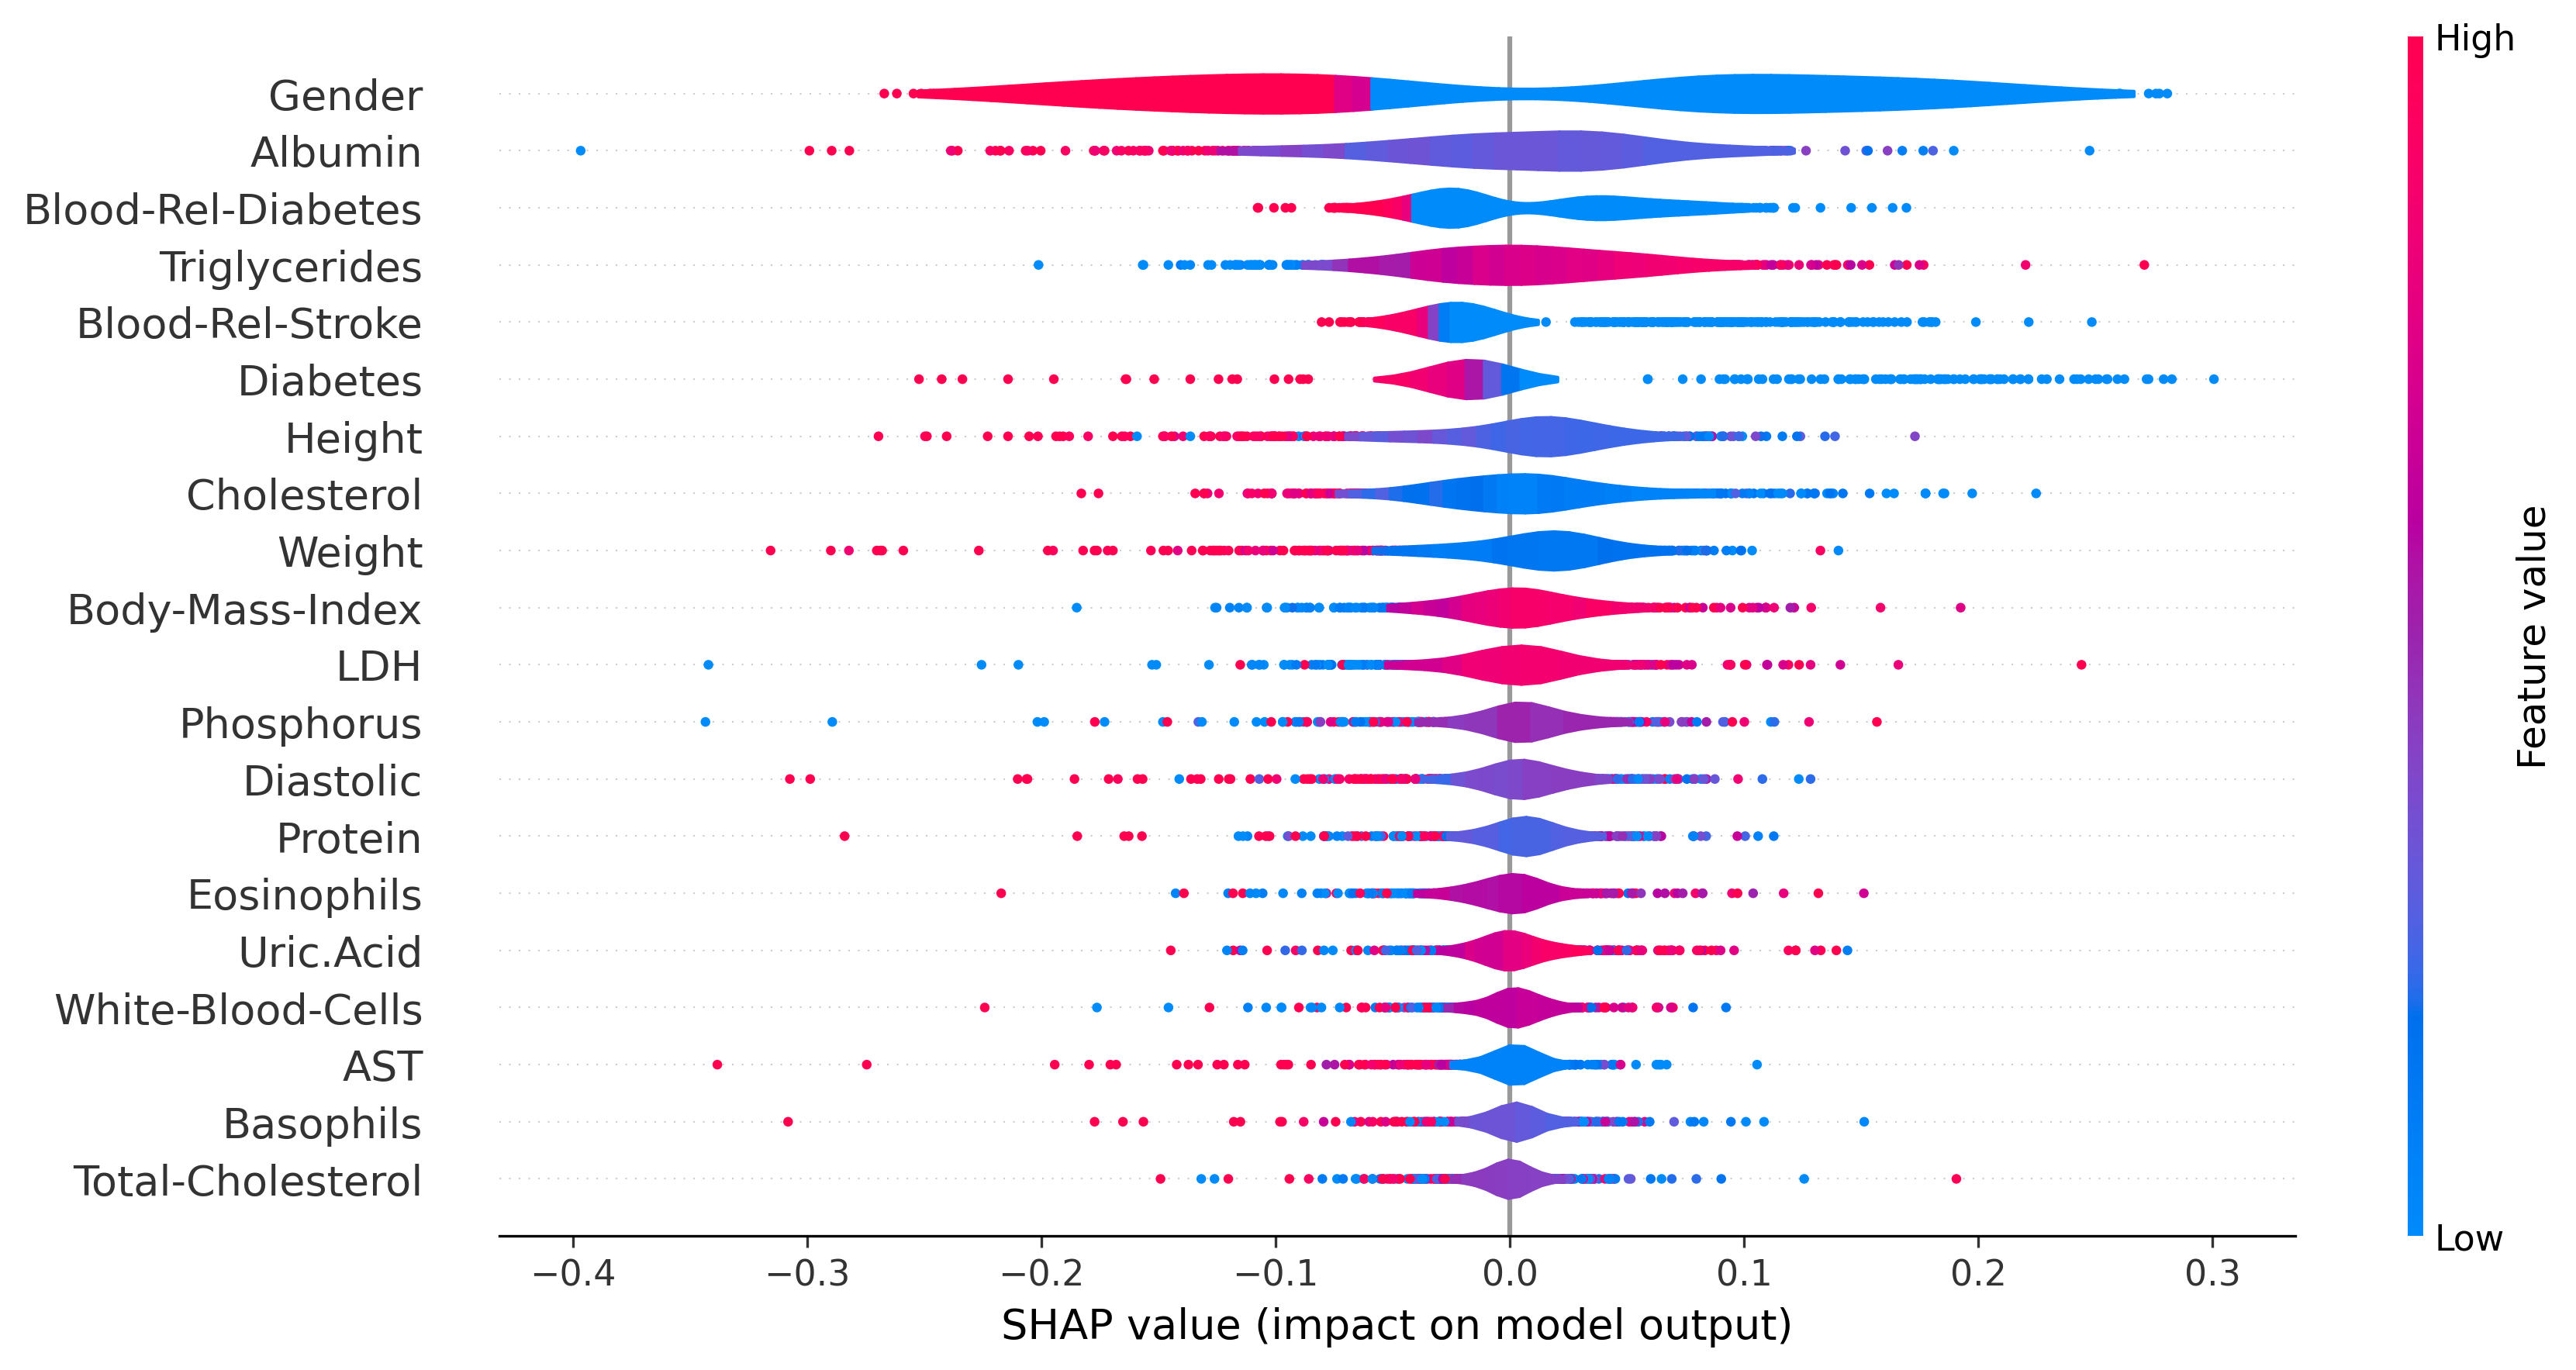 Gender
Albumin
Blood-Rel-Diabetes
Triglycerides
Blood-Rel-Stroke
Diabetes
Height
Cholesterol
Weight
Body-Mass-Index
LDH
Phosphorus
Diastolic
Protein
Eosinophils
Uric.Acid
White-Blood-Cells
AST
Basophils
Total-Cholesterol
−0.4 −0.3 −0.2 −0.1 0.0 0.1 0.2 0.3
SHAP value (impact on model output)
High
Feature value
Low